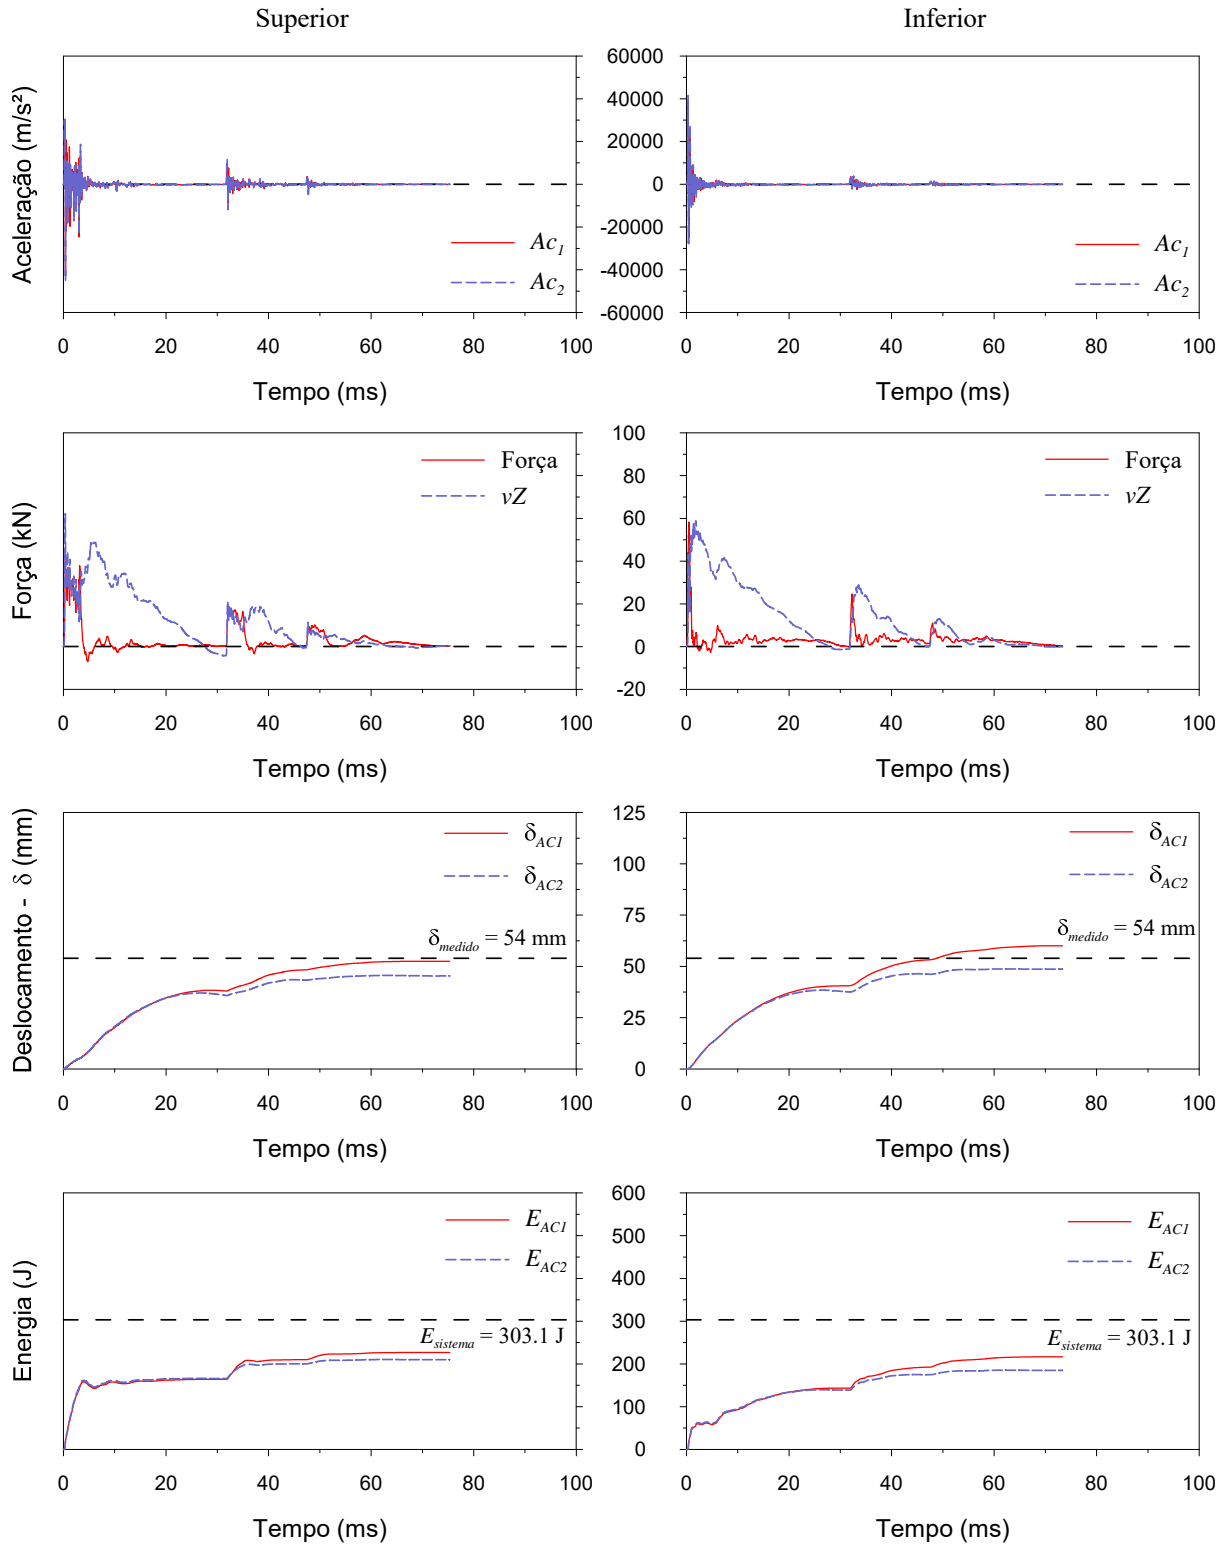 Superior
Inferior
Aceleração (m/s²)
60000
40000
20000
0
-20000
-40000
-60000
Ac1
Ac2
Ac1
Ac2
0 20 40 60 80 100
0 20 40 60 80 100
Tempo (ms)
Tempo (ms)
Força (kN)
100
80
60
40
20
0
-20
Força
vZ
Força
vZ
0 20 40 60 80 100
0 20 40 60 80 100
Tempo (ms)
Tempo (ms)
Deslocamento - δ (mm)
125
100
75
50
25
0
δAC1
δAC2
δmedido = 54 mm
δAC1
δAC2
δmedido = 54 mm
0 20 40 60 80 100
0 20 40 60 80 100
Tempo (ms)
Tempo (ms)
Energia (J)
600
500
400
300
200
100
0
EAC1
EAC2
Esistema = 303.1 J
EAC1
EAC2
Esistema = 303.1 J
0 20 40 60 80 100
0 20 40 60 80 100
Tempo (ms)
Tempo (ms)